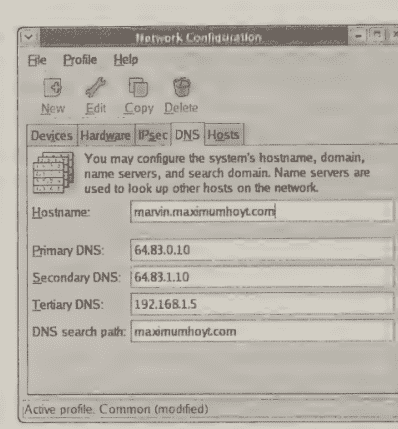 Network Configuration
File Profile Help
New Edit Copy Delete
Devices Hardware IPsec DNS Hosts
You may configure the system's hostname, domain,
name servers, and search domain. Name servers are
used to look up other hosts on the network.
Hostname: marvin.maximumhoyt.com
Primary DNS: 64.83.0.10
Secondary DNS: 64.83.1.10
Tertiary DNS: 192.168.1.5
DNS search path: maximumhoyt.com
Active profile. Common (modified)